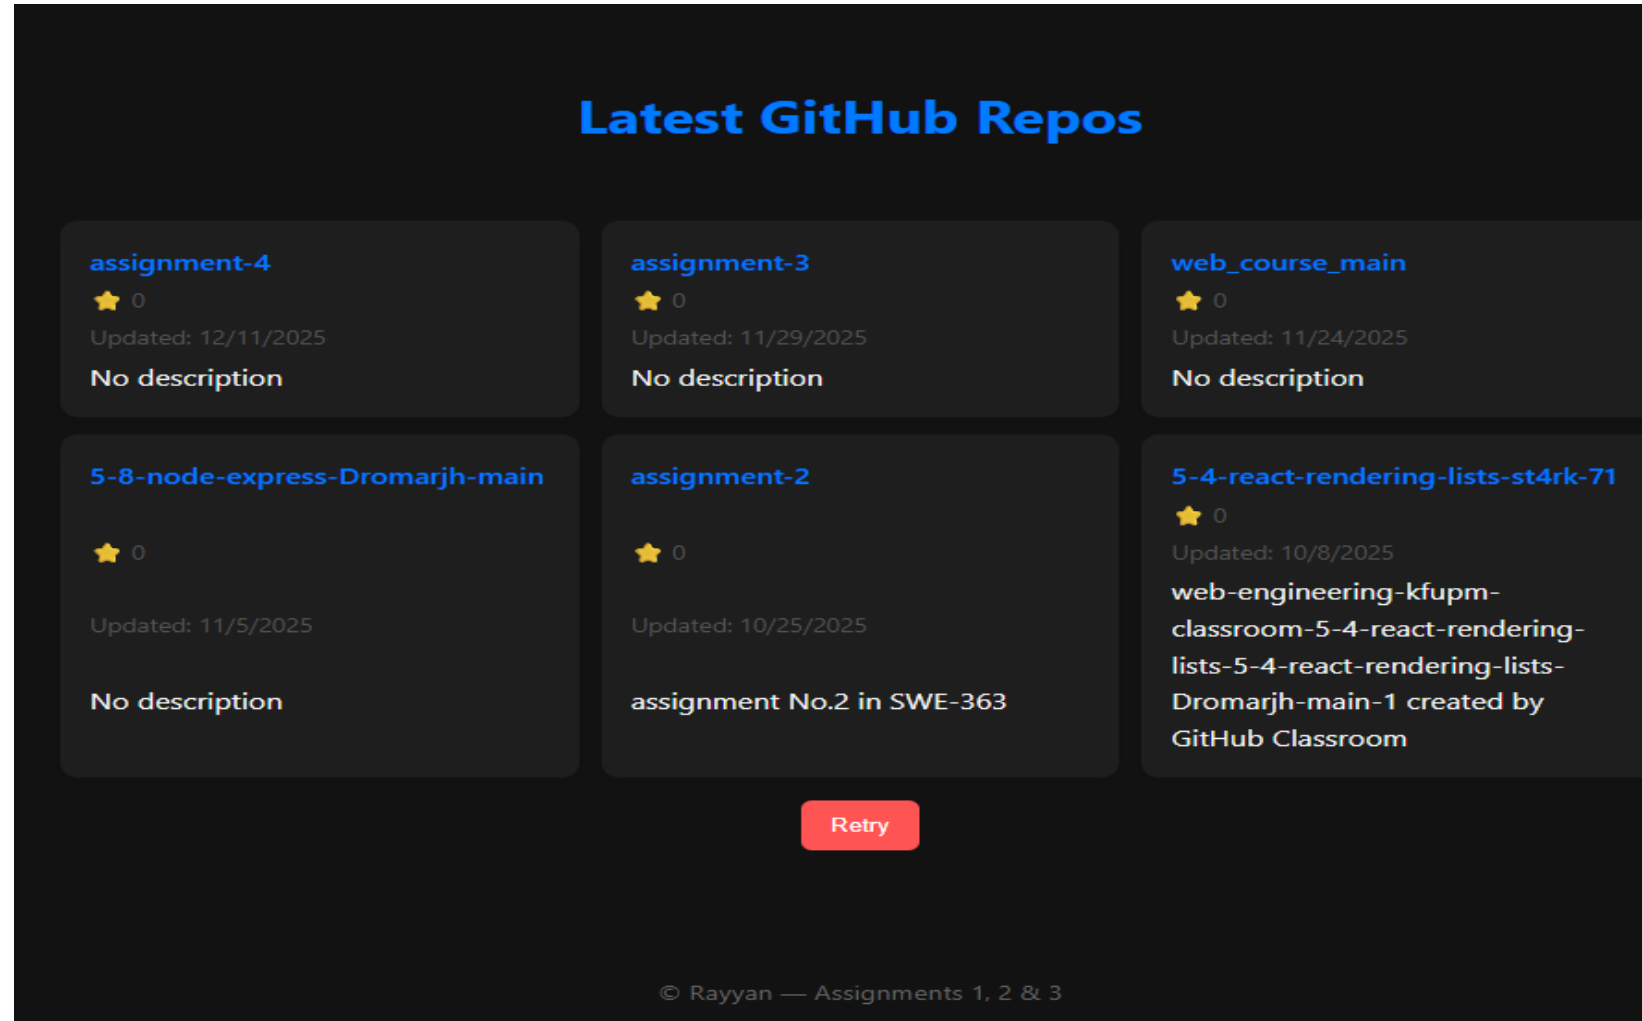 Latest GitHub Repos
assignment-4
⭐ 0
Updated: 12/11/2025
No description
assignment-3
⭐ 0
Updated: 11/29/2025
No description
web_course_main
⭐ 0
Updated: 11/24/2025
No description
5-8-node-express-Dromarjh-main
⭐ 0
Updated: 11/5/2025
No description
assignment-2
⭐ 0
Updated: 10/25/2025
assignment No.2 in SWE-363
5-4-react-rendering-lists-st4rk-71
⭐ 0
Updated: 10/8/2025
web-engineering-kfupm-
classroom-5-4-react-rendering-
lists-5-4-react-rendering-lists-
Dromarjh-main-1 created by
GitHub Classroom
Retry
© Rayyan — Assignments 1, 2 & 3